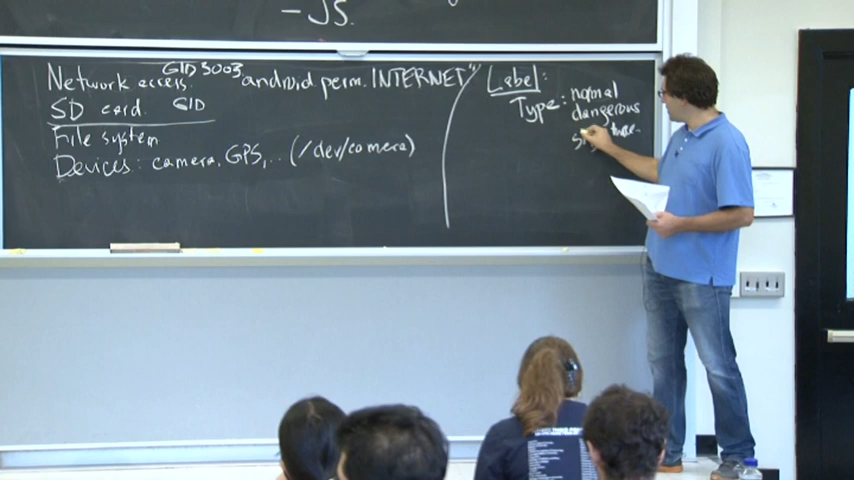 - JS.
Network access. GID 3003 android perm. INTERNET"
SD card. GID
File system
Devices: camera, GPS, .. (/dev/camera)
Label:
Type: normal
dangerous